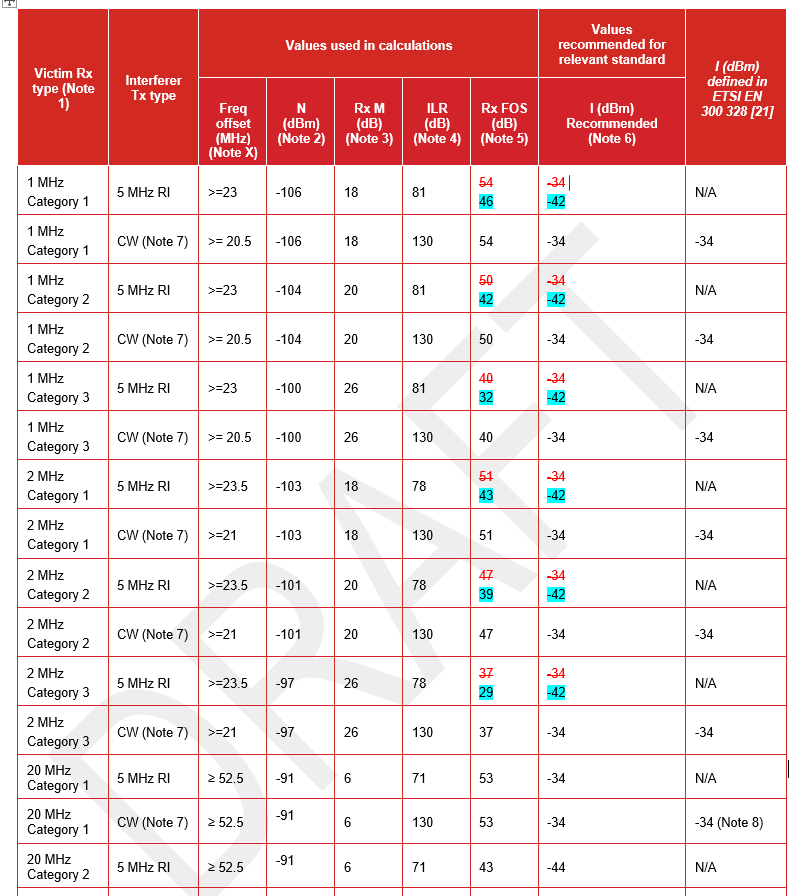 Victim Rx type (Note 1)
Interferer Tx type
Values used in calculations
Values recommended for relevant standard
I (dBm) defined in ETSI EN 300 328 [21]
Freq offset (MHz) (Note X)
N (dBm) (Note 2)
Rx M (dB) (Note 3)
ILR (dB) (Note 4)
Rx FOS (dB) (Note 5)
I (dBm) Recommended (Note 6)
1 MHz Category 1 5 MHz RI >=23 -106 18 81 54 46 -34 -42 N/A
1 MHz Category 1 CW (Note 7) >= 20.5 -106 18 130 54 -34 -34
1 MHz Category 2 5 MHz RI >=23 -104 20 81 50 42 -34 -42 N/A
1 MHz Category 2 CW (Note 7) >= 20.5 -104 20 130 50 -34 -34
1 MHz Category 3 5 MHz RI >=23 -100 26 81 40 32 -34 -42 N/A
1 MHz Category 3 CW (Note 7) >= 20.5 -100 26 130 40 -34 -34
2 MHz Category 1 5 MHz RI >=23.5 -103 18 78 51 43 -34 -42 N/A
2 MHz Category 1 CW (Note 7) >=21 -103 18 130 51 -34 -34
2 MHz Category 2 5 MHz RI >=23.5 -101 20 78 47 39 -34 -42 N/A
2 MHz Category 2 CW (Note 7) >=21 -101 20 130 47 -34 -34
2 MHz Category 3 5 MHz RI >=23.5 -97 26 78 37 29 -34 -42 N/A
2 MHz Category 3 CW (Note 7) >=21 -97 26 130 37 -34 -34
20 MHz Category 1 5 MHz RI ≥ 52.5 -91 6 71 53 -34 N/A
20 MHz Category 1 CW (Note 7) ≥ 52.5 -91 6 130 53 -34 -34 (Note 8)
20 MHz Category 2 5 MHz RI ≥ 52.5 -91 6 71 43 -44 N/A
DRAFT